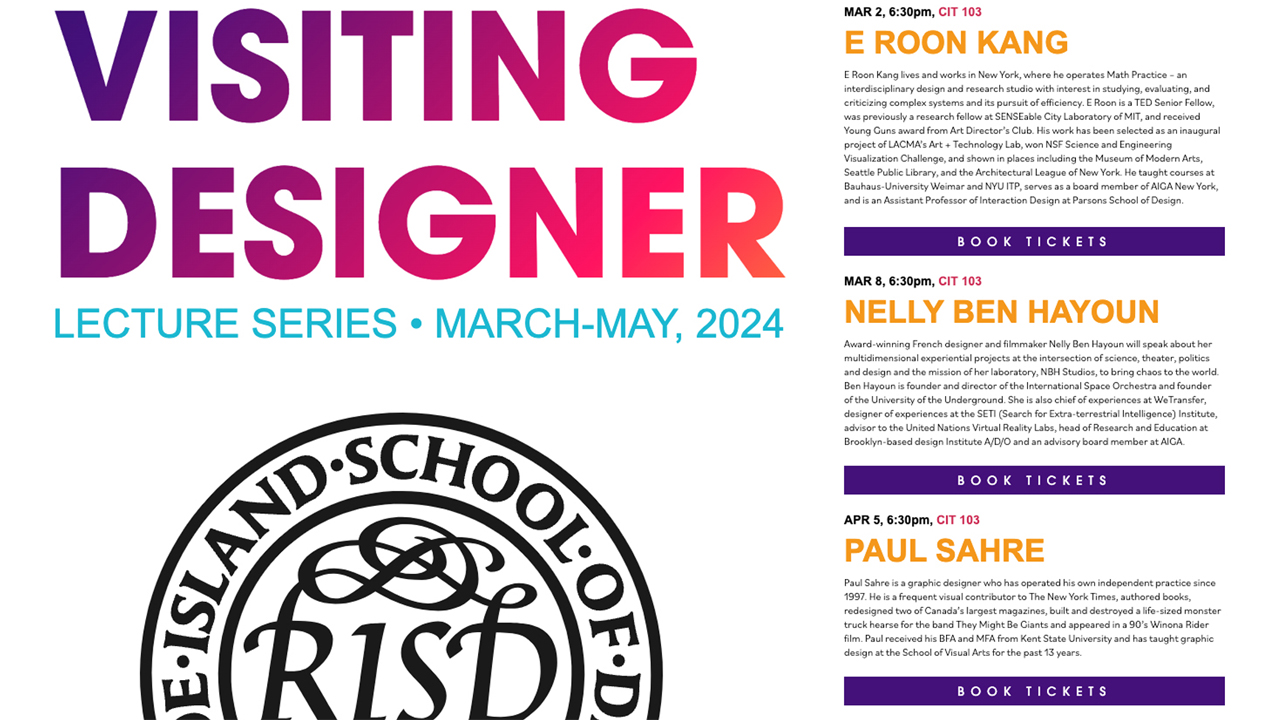 VISITING
DESIGNER
LECTURE SERIES • MARCH-MAY, 2024
ISLAND·SCHOOL·OF·
RISD
MAR 2, 6:30pm, CIT 103
E ROON KANG
E Roon Kang lives and works in New York, where he operates Math Practice – an
interdisciplinary design and research studio with interest in studying, evaluating, and
criticizing complex systems and its pursuit of efficiency. E Roon is a TED Senior Fellow,
was previously a research fellow at SENSEable City Laboratory of MIT, and received
Young Guns award from Art Director's Club. His work has been selected as an inaugural
project of LACMA's Art + Technology Lab, won NSF Science and Engineering
Visualization Challenge, and shown in places including the Museum of Modern Arts,
Seattle Public Library, and the Architectural League of New York. He taught courses at
Bauhaus-University Weimar and NYU ITP, serves as a board member of AIGA New York,
and is an Assistant Professor of Interaction Design at Parsons School of Design.
BOOK TICKETS
MAR 8, 6:30pm, CIT 103
NELLY BEN HAYOUN
Award-winning French designer and filmmaker Nelly Ben Hayoun will speak about her
multidimensional experiential projects at the intersection of science, theater, politics
and design and the mission of her laboratory, NBH Studios, to bring chaos to the world.
Ben Hayoun is founder and director of the International Space Orchestra and founder
of the University of the Underground. She is also chief of experiences at WeTransfer,
designer of experiences at the SETI (Search for Extra-terrestrial Intelligence) Institute,
advisor to the United Nations Virtual Reality Labs, head of Research and Education at
Brooklyn-based design Institute A/D/O and an advisory board member at AIGA.
BOOK TICKETS
APR 5, 6:30pm, CIT 103
PAUL SAHRE
Paul Sahre is a graphic designer who has operated his own independent practice since
1997. He is a frequent visual contributor to The New York Times, authored books,
redesigned two of Canada's largest magazines, built and destroyed a life-sized monster
truck hearse for the band They Might Be Giants and appeared in a 90's Winona Rider
film. Paul received his BFA and MFA from Kent State University and has taught graphic
design at the School of Visual Arts for the past 13 years.
BOOK TICKETS